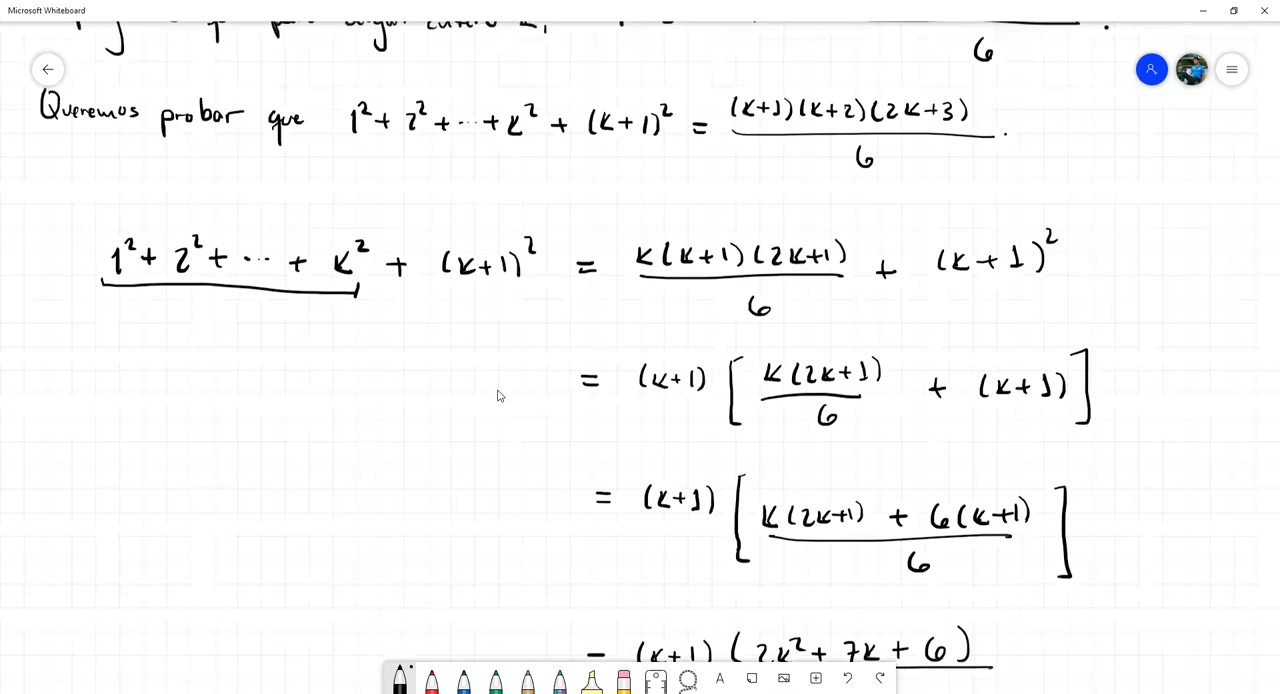 Microsoft Whiteboard
6
Queremos probar que 1² + 2² + ... + k² + (k+1)² = (k+1)(k+2)(2k+3) / 6 .
1² + 2² + ... + k² + (k+1)² = k(k+1)(2k+1) / 6 + (k+1)²
= (k+1) [ k(2k+1) / 6 + (k+1) ]
= (k+1) [ k(2k+1) + 6(k+1) / 6 ]
= (k+1) (2k² + 7k + 6)